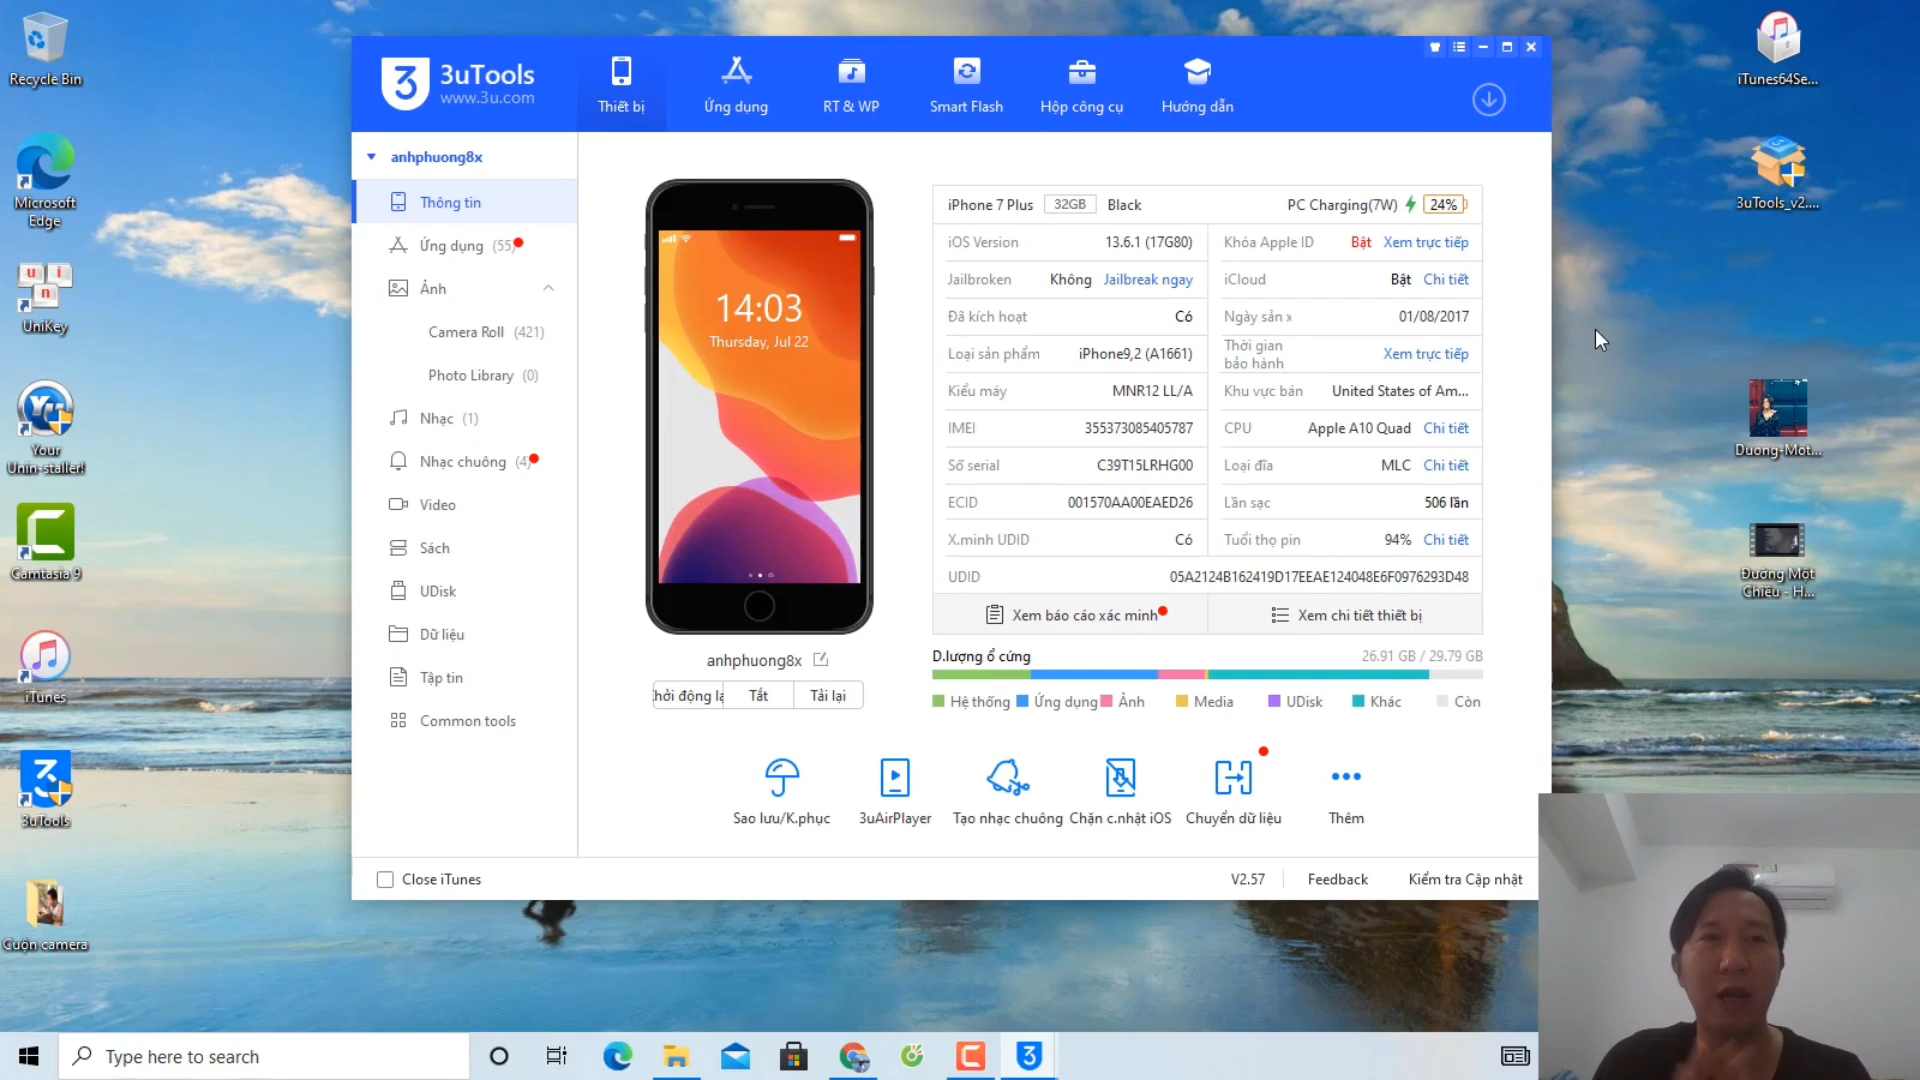 Recycle Bin
Microsoft
Edge
UniKey
Your
Unin-staller!
Camtasia 9
iTunes
3uTools
Cuộn camera
3uTools
www.3u.com
Thiết bị
Ứng dụng
RT & WP
Smart Flash
Hộp công cụ
Hướng dẫn
anhphuong8x
Thông tin
Ứng dụng (55)
Ảnh
Camera Roll (421)
Photo Library (0)
Nhạc (1)
Nhạc chuông (4)
Video
Sách
UDisk
Dữ liệu
Tập tin
Common tools
14:03
Thursday, Jul 22
anhphuong8x
Tắt
Tải lại
iPhone 7 Plus 32GB Black PC Charging(7W) 24%
iOS Version 13.6.1 (17G80) Khóa Apple ID Bật Xem trực tiếp
Jailbroken Không Jailbreak ngay iCloud Bật Chi tiết
Đã kích hoạt Có Ngày sản x 01/08/2017
Loại sản phẩm iPhone9,2 (A1661) Thời gian
bảo hành Xem trực tiếp
Kiểu máy MNR12 LL/A Khu vực bán United States of Am...
IMEI 355373085405787 CPU Apple A10 Quad Chi tiết
Số serial C39T15LRHG00 Loại đĩa MLC Chi tiết
ECID 001570AA00EAED26 Lần sạc 506 lần
X.minh UDID Có Tuổi thọ pin 94% Chi tiết
UDID 05A2124B162419D17EEAE124048E6F0976293D48
Xem báo cáo xác minh Xem chi tiết thiết bị
D.lượng ổ cứng 26.91 GB / 29.79 GB
Hệ thống Ứng dụng Ảnh Media UDisk Khác Còn
Sao lưu/K.phục
3uAirPlayer
Tạo nhạc chuông
Chặn c.nhật iOS
Chuyển dữ liệu
Thêm
Close iTunes
V2.57
Feedback
Kiểm tra Cập nhật
iTunes64Se...
3uTools_v2....
Duong-Mot...
Đường Một
Chiều - H...
Type here to search